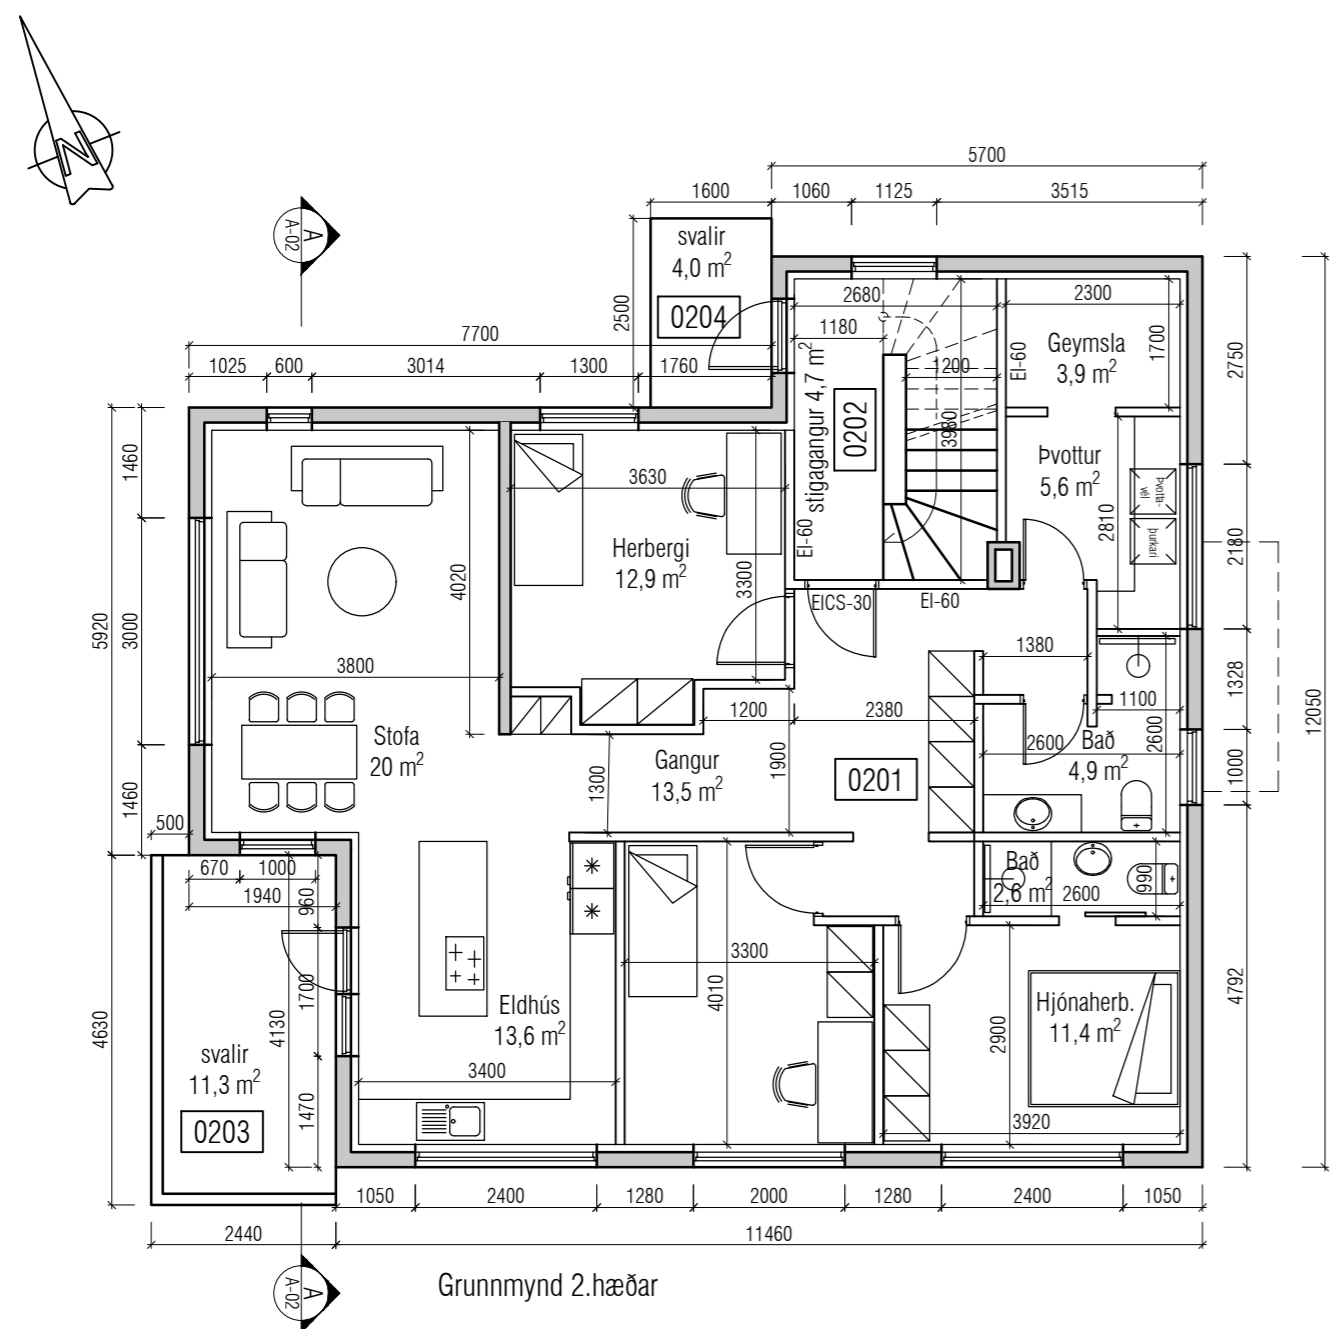 N
5700
1600
1060
1125
3515
A
A-02
svalir
4,0 m²
0204
2500
7700
1025
600
3014
1300
1760
2680
1180
1200
3980
stigagangur 4,7 m²
0202
EI-60
EI-60
2300
Geymsla
3,9 m²
1700
2750
Þvottur
5,6 m²
Þvotta-
vél
þurkari
2810
2180
12050
5920
1460
3000
1460
4020
3800
3630
Herbergi
12,9 m²
3300
EICS-30
EI-60
1380
1328
1100
Stofa
20 m²
1200
2380
Gangur
13,5 m²
1300
1900
0201
2600
Bað
4,9 m²
2600
1000
500
670
1000
1940
960
Bað
2,6 m²
2600
990
4630
4130
1700
1470
svalir
11,3 m²
0203
Eldhús
13,6 m²
3400
3300
4010
2900
Hjónaherb.
11,4 m²
3920
4792
1050
2400
1280
2000
1280
2400
1050
2440
11460
A
A-02
Grunnmynd 2.hæðar